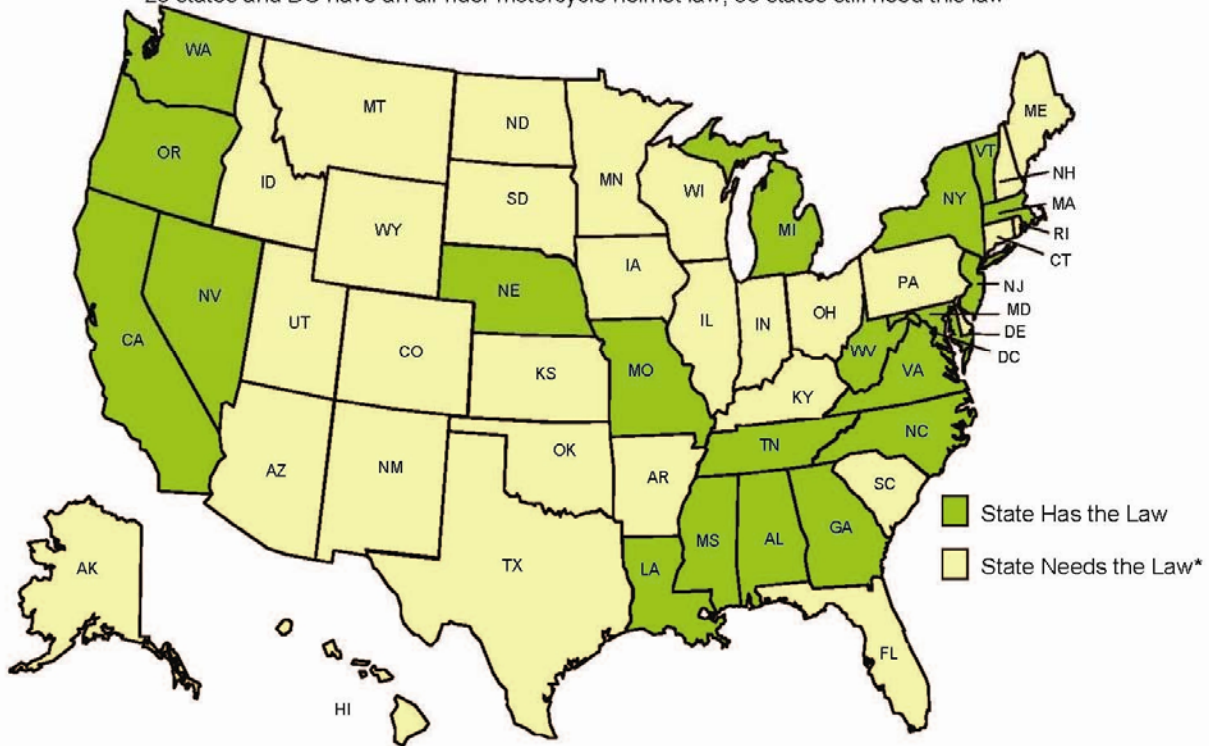 20 states and DC have an all-rider motorcycle helmet law; 30 states still need this law
WA
MT
ND
ME
OR
ID
MN
VT
NH
SD
WI
NY
MA
WY
MI
RI
CT
IA
NE
PA
NJ
NV
IL
IN
OH
MD
UT
DE
CA
CO
DC
KS
MO
WV
VA
KY
NC
TN
OK
AZ
NM
AR
SC
State Has the Law
MS
AL
GA
State Needs the Law*
AK
TX
LA
FL
HI